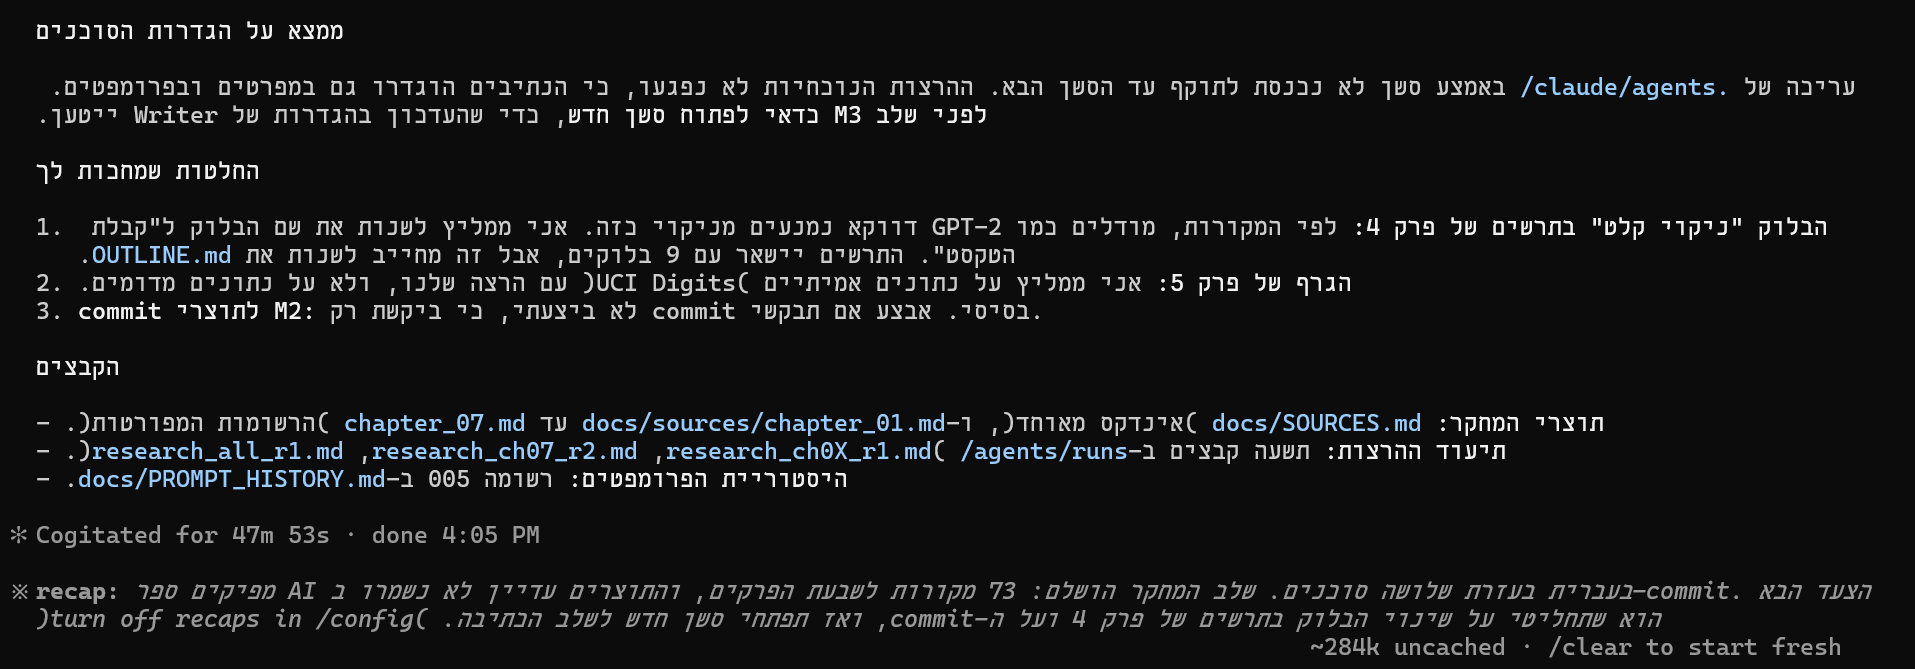 ממצא על הגדרות הסוכנים
עריכה של .claude/agents/ באמצע סשן לא נכנסת לתוקף עד הסשן הבא. ההרצות הנוכחיות לא נפגעו, כי הנתיבים הוגדרו גם במפרטים ובפרומפטים.
לפני שלב M3 כדאי לפתוח סשן חדש, כדי שהעדכון בהגדרות של Writer ייטען.
החלטות שמחכות לך
1. הבלוק "ניקוי קלט" בתרשים של פרק 4: לפי המקורות, מודלים כמו GPT-2 דווקא נמנעים מניקוי כזה. אני ממליץ לשנות את שם הבלוק ל"קבלת
הטקסט". התרשים יישאר עם 9 בלוקים, אבל זה מחייב לשנות את OUTLINE.md.
2. הגרף של פרק 5: אני ממליץ על נתונים אמיתיים (UCI Digits) עם הרצה שלנו, ולא על נתונים מדומים.
3. commit לתוצרי M2: לא ביצעתי, כי ביקשת רק commit בסיסי. אבצע אם תבקשי.
הקבצים
- תוצרי המחקר: docs/SOURCES.md (אינדקס מאוחד), ו-docs/sources/chapter_01.md עד chapter_07.md (הרשומות המפורטות).
- תיעוד ההרצות: תשעה קבצים ב-agents/runs/ (research_ch0X_r1.md, research_ch07_r2.md, research_all_r1.md).
- היסטוריית הפרומפטים: רשומה 005 ב-docs/PROMPT_HISTORY.md.
✻ Cogitated for 47m 53s · done 4:05 PM
※ recap: מפיקים ספר AI בעברית בעזרת שלושה סוכנים. שלב המחקר הושלם: 73 מקורות לשבעת הפרקים, והתוצרים עדיין לא נשמרו ב-commit. הצעד הבא
הוא שתחליטי על שינוי הבלוק בתרשים של פרק 4 ועל ה-commit, ואז תפתחי סשן חדש לשלב הכתיבה. (turn off recaps in /config)
~284k uncached · /clear to start fresh